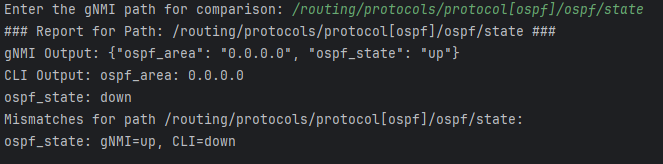 Enter the gNMI path for comparison: /routing/protocols/protocol[ospf]/ospf/state
### Report for Path: /routing/protocols/protocol[ospf]/ospf/state ###
gNMI Output: {"ospf_area": "0.0.0.0", "ospf_state": "up"}
CLI Output: ospf_area: 0.0.0.0
ospf_state: down
Mismatches for path /routing/protocols/protocol[ospf]/ospf/state:
ospf_state: gNMI=up, CLI=down